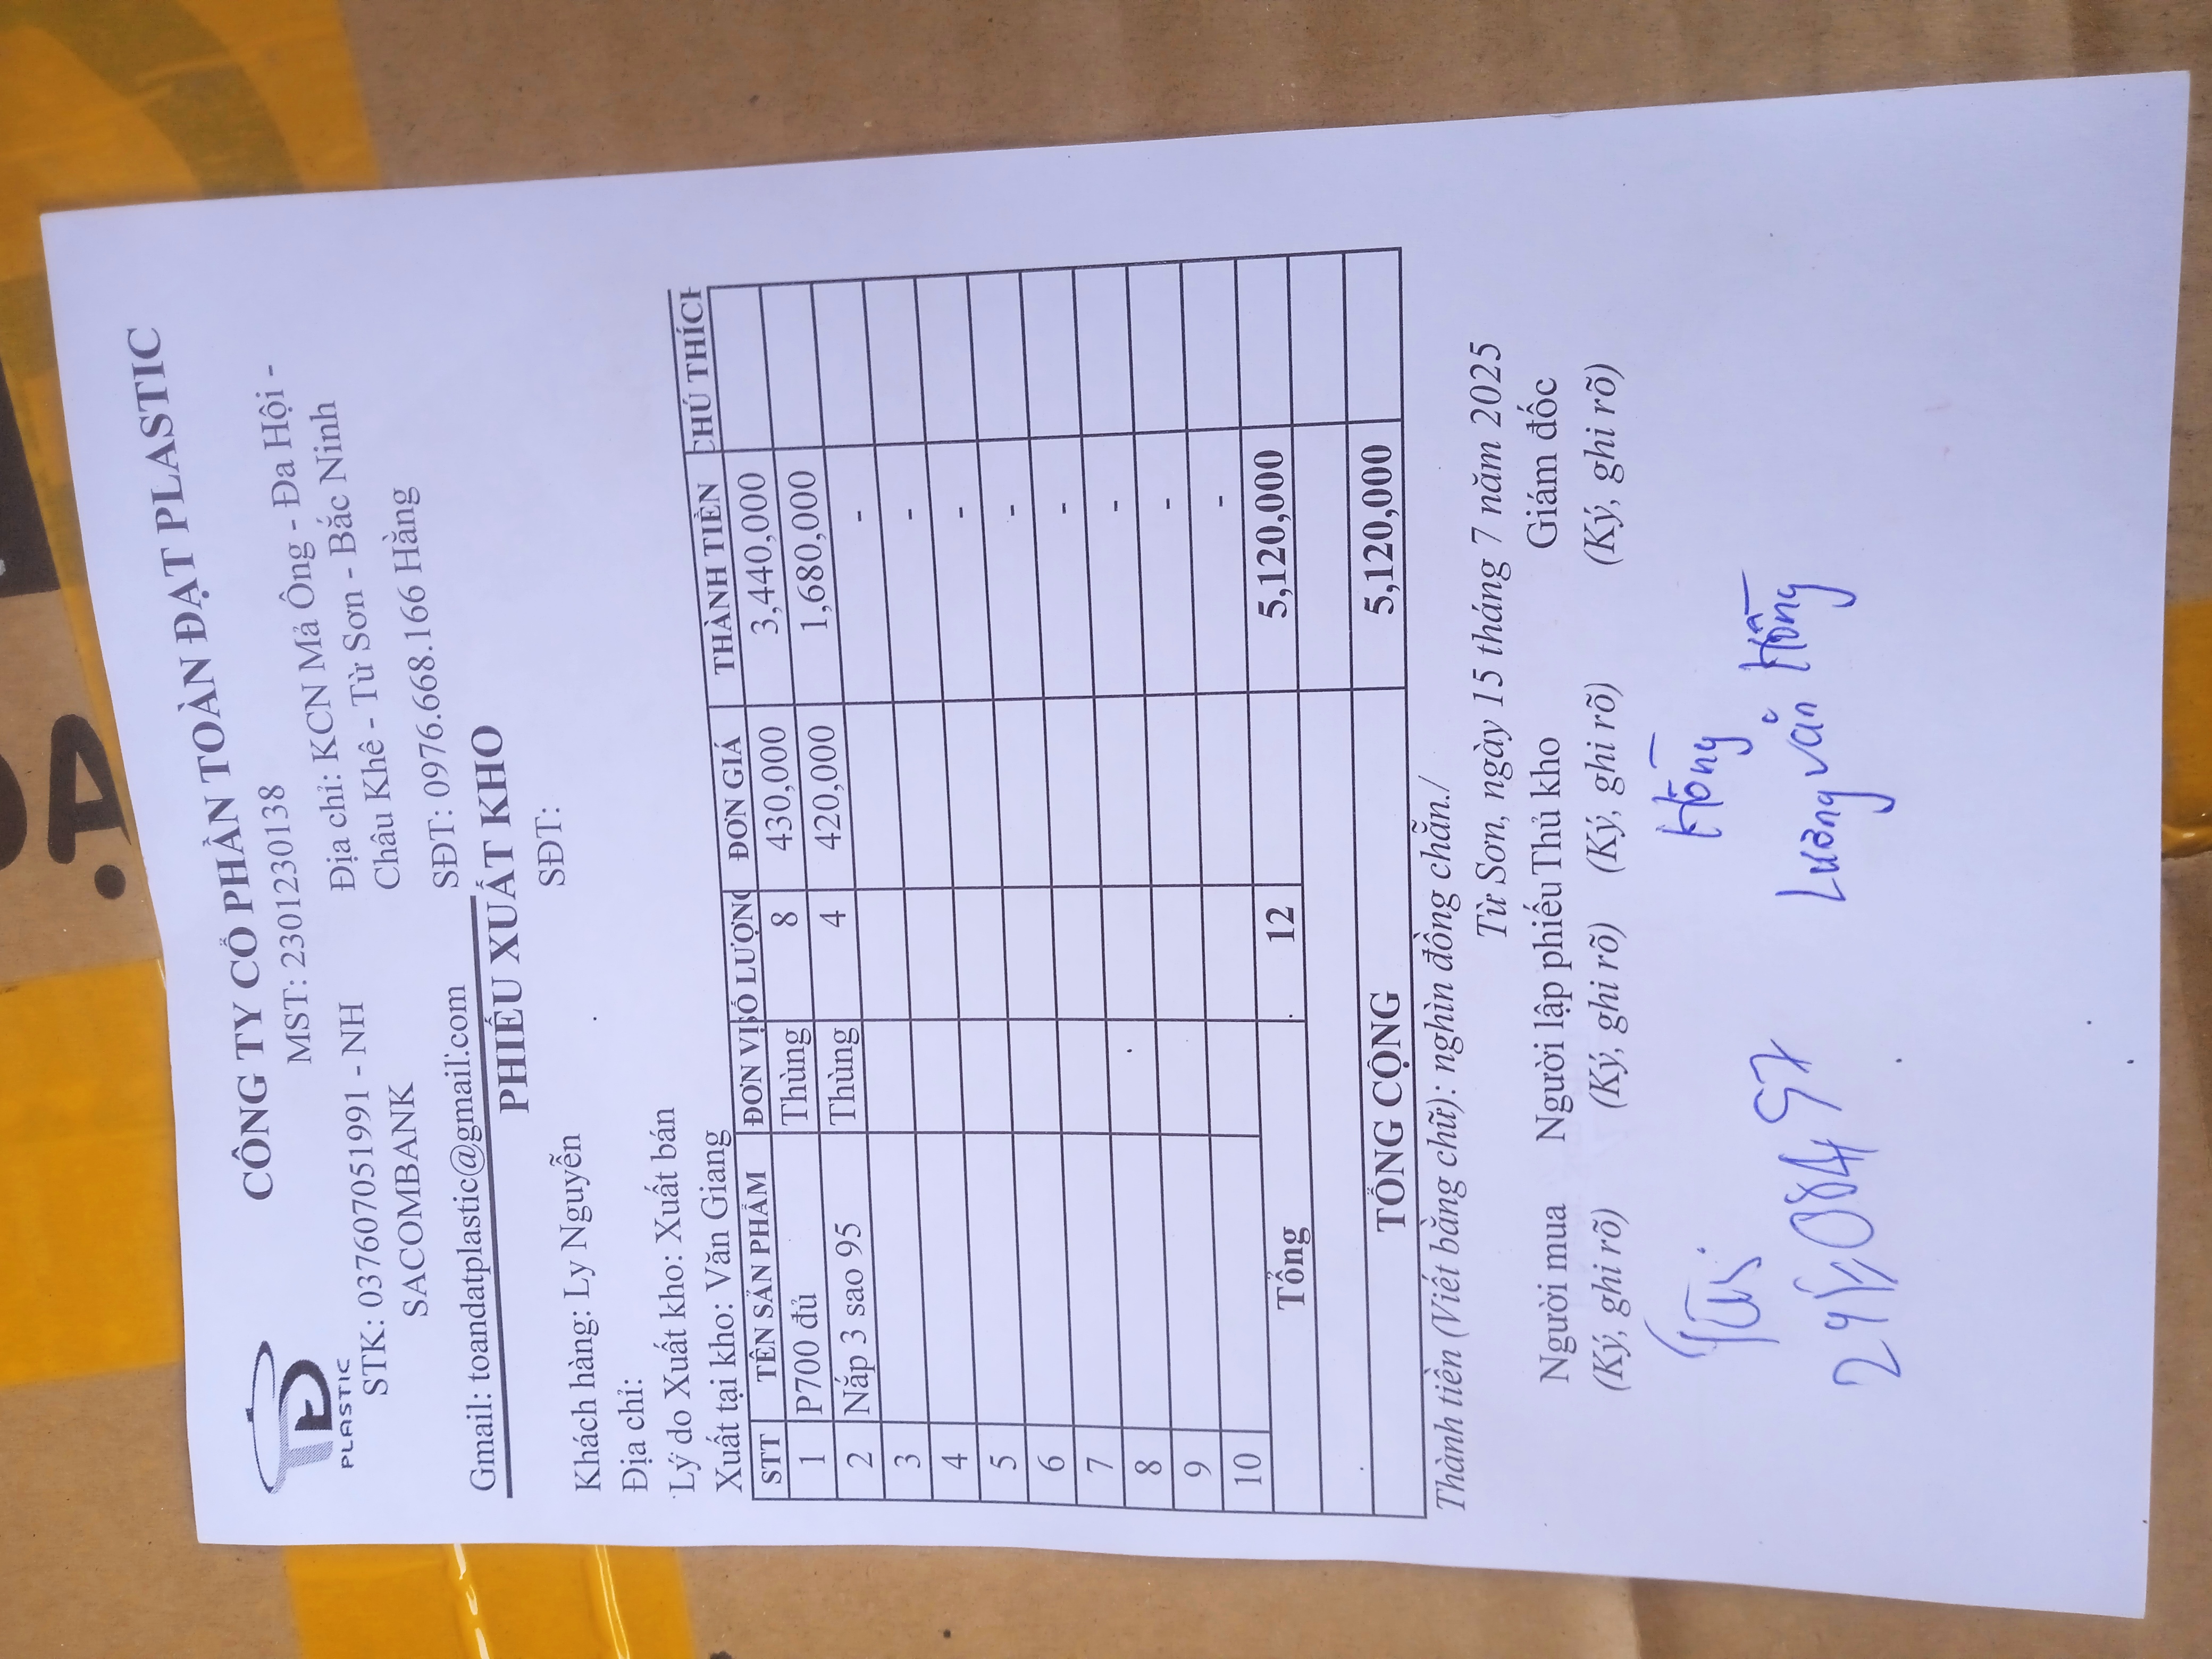 CÔNG TY CỔ PHẦN TOÀN ĐẠT PLASTIC
MST: 2301230138
PLASTIC
STK: 037607051991 - NH
SACOMBANK
Địa chỉ: KCN Mả Ông - Đa Hội -
Châu Khê - Từ Sơn - Bắc Ninh
Gmail: toandatplastic@gmail.com
SĐT: 0976.668.166 Hằng
PHIẾU XUẤT KHO
Khách hàng: Ly Nguyễn
SĐT:
Địa chỉ:
Lý do Xuất kho: Xuất bán
Xuất tại kho: Văn Giang
STT TÊN SẢN PHẨM ĐƠN VỊ SỐ LƯỢNG ĐƠN GIÁ THÀNH TIỀN CHÚ THÍCH
1 P700 đủ Thùng 8 430,000 3,440,000
2 Nắp 3 sao 95 Thùng 4 420,000 1,680,000
3 -
4 -
5 -
6 -
7 -
8 -
9 -
10 -
Tổng 12 5,120,000
TỔNG CỘNG 5,120,000
Thành tiền (Viết bằng chữ): nghìn đồng chẵn./
Từ Sơn, ngày 15 tháng 7 năm 2025
Người mua Người lập phiếu Thủ kho Giám đốc
(Ký, ghi rõ) (Ký, ghi rõ) (Ký, ghi rõ) (Ký, ghi rõ)
Hồng
Lương văn Hồng